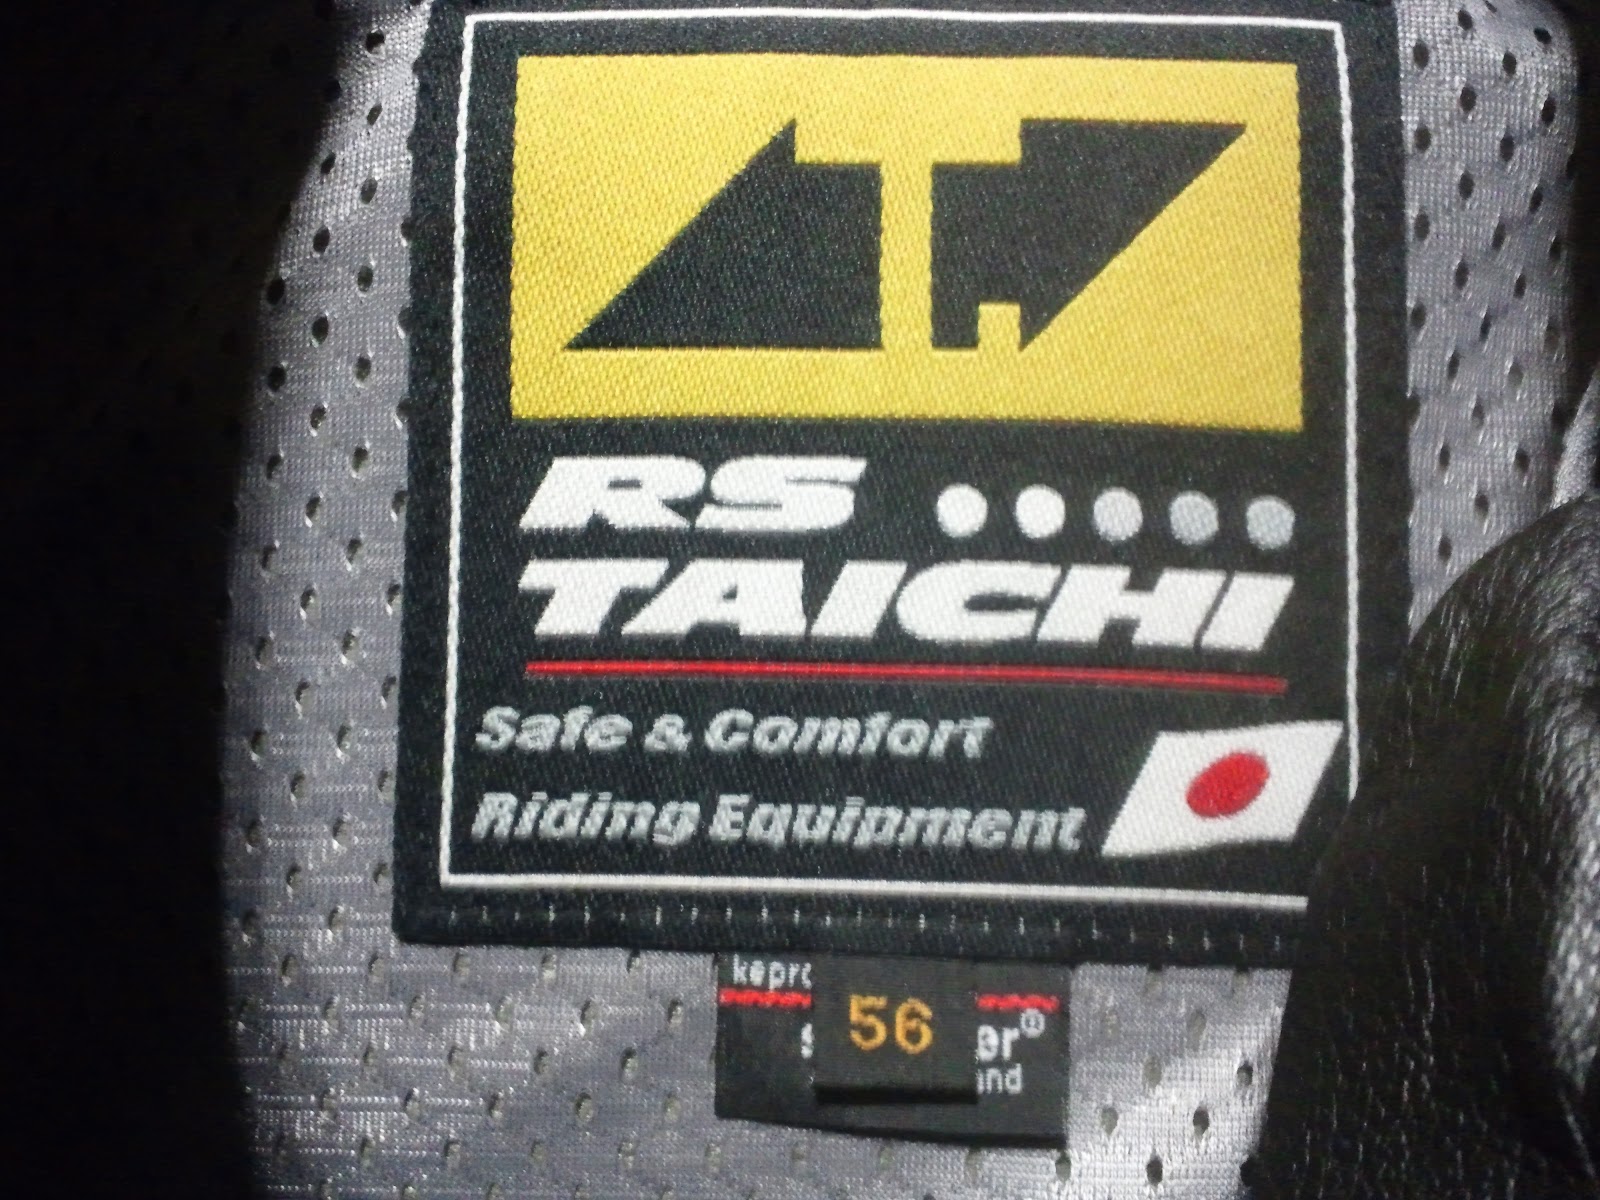 RS
TAICHI
Safe & Comfort
Riding Equipment
56